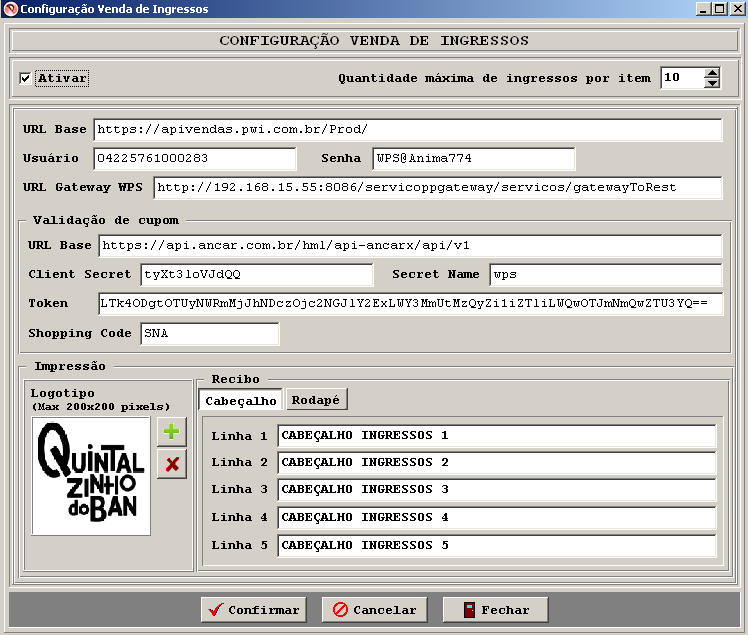 Configuração Venda de Ingressos
CONFIGURAÇÃO VENDA DE INGRESSOS
Ativar
Quantidade máxima de ingressos por item 10
URL Base https://apivendas.pwi.com.br/Prod/
Usuário 04225761000283 Senha WPS@Anima774
URL Gateway WPS http://192.168.15.55:8086/servicoppgateway/servicos/gatewayToRest
Validação de cupom
URL Base https://api.ancar.com.br/hml/api-ancarx/api/v1
Client Secret tyXt3loVJdQQ Secret Name wps
Token LTk4ODgtOTUyNWRmMjJhNDczOjc2NGJlY2ExLWY3MmUtMzQyZi1iZTliLWQwOTJmNmQwZTU3YQ==
Shopping Code SNA
Impressão
Logotipo
(Max 200x200 pixels)
QUINTAL
ZINHO
doBAN
Recibo
Cabeçalho Rodapé
Linha 1 CABEÇALHO INGRESSOS 1
Linha 2 CABEÇALHO INGRESSOS 2
Linha 3 CABEÇALHO INGRESSOS 3
Linha 4 CABEÇALHO INGRESSOS 4
Linha 5 CABEÇALHO INGRESSOS 5
Confirmar Cancelar Fechar